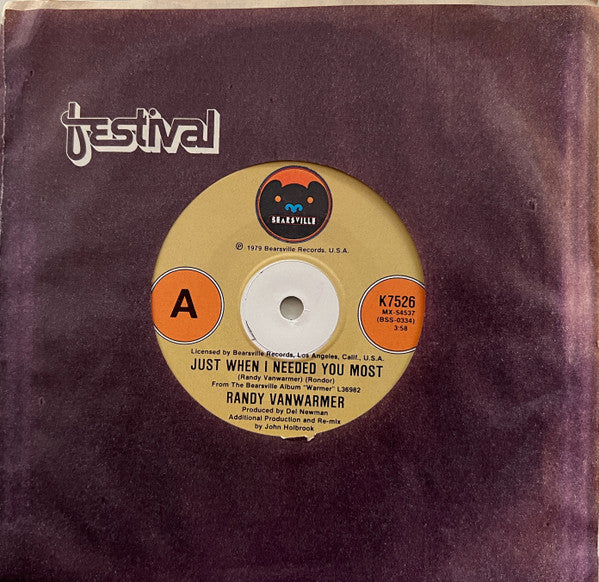 festival
BEARSVILLE
℗ 1979 Bearsville Records. U.S.A.
A
K7526
MX-54537
(BSS-0334)
3:58
Licensed by Bearsville Records, Los Angeles, Calif., U.S.A.
JUST WHEN I NEEDED YOU MOST
(Randy Vanwarmer) (Rondor)
From The Bearsville Album "Warmer" L36982
RANDY VANWARMER
Produced by Del Newman
Additional Production and Re-mix
by John Holbrook